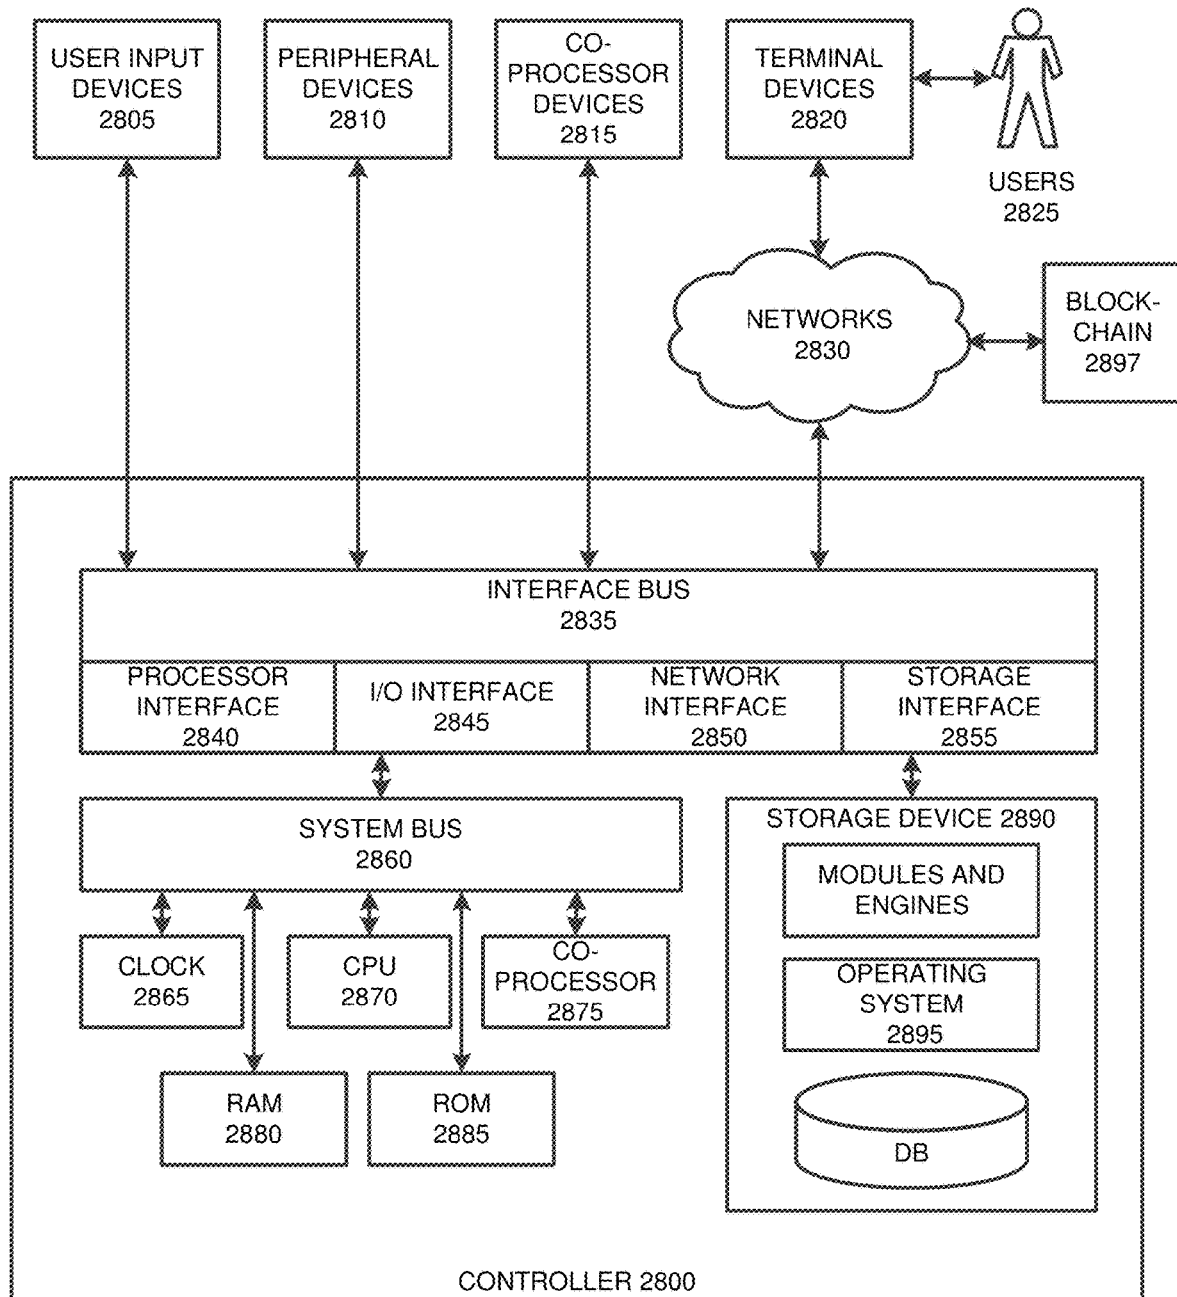 USER INPUT
DEVICES
2805
PERIPHERAL
DEVICES
2810
CO-
PROCESSOR
DEVICES
2815
TERMINAL
DEVICES
2820
USERS
2825
NETWORKS
2830
BLOCK-
CHAIN
2897
INTERFACE BUS
2835
PROCESSOR
INTERFACE
2840
I/O INTERFACE
2845
NETWORK
INTERFACE
2850
STORAGE
INTERFACE
2855
SYSTEM BUS
2860
STORAGE DEVICE 2890
MODULES AND
ENGINES
CLOCK
2865
CPU
2870
CO-
PROCESSOR
2875
OPERATING
SYSTEM
2895
RAM
2880
ROM
2885
DB
CONTROLLER 2800